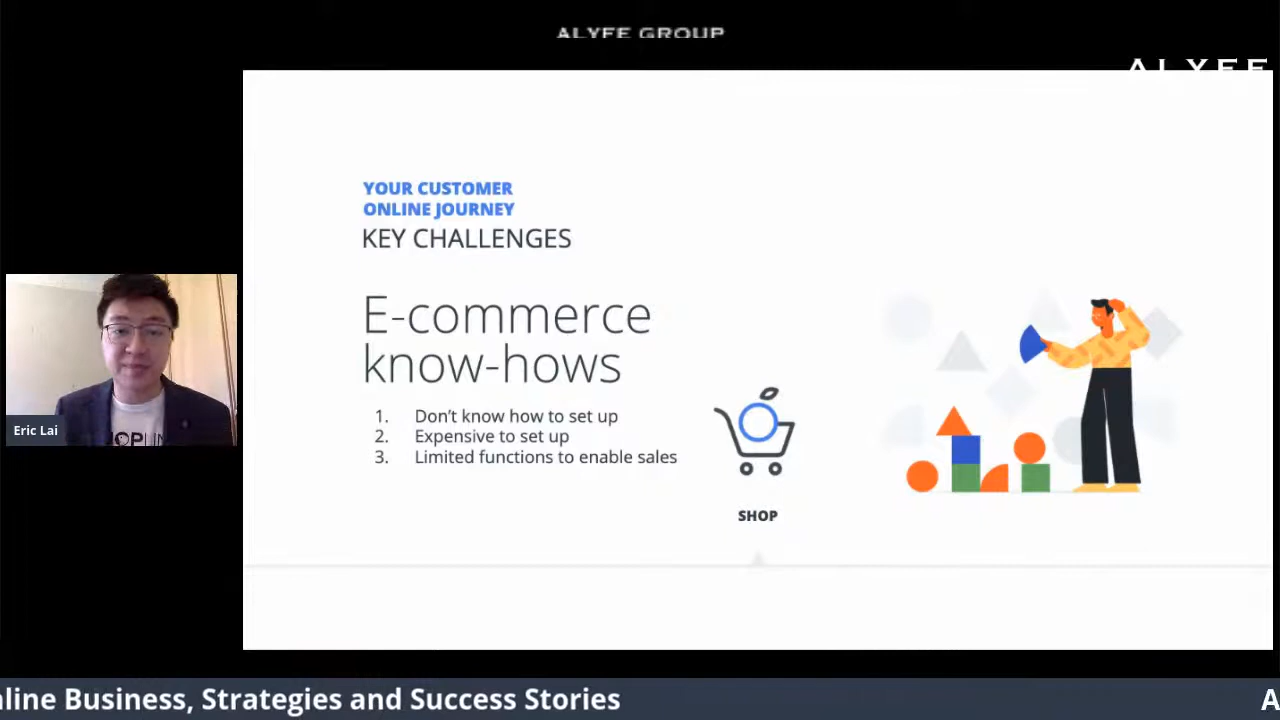 ALYFE GROUP
ALYFE
YOUR CUSTOMER
ONLINE JOURNEY
KEY CHALLENGES
E-commerce
know-hows
1. Don't know how to set up
2. Expensive to set up
3. Limited functions to enable sales
SHOP
Eric Lai
nline Business, Strategies and Success Stories
A